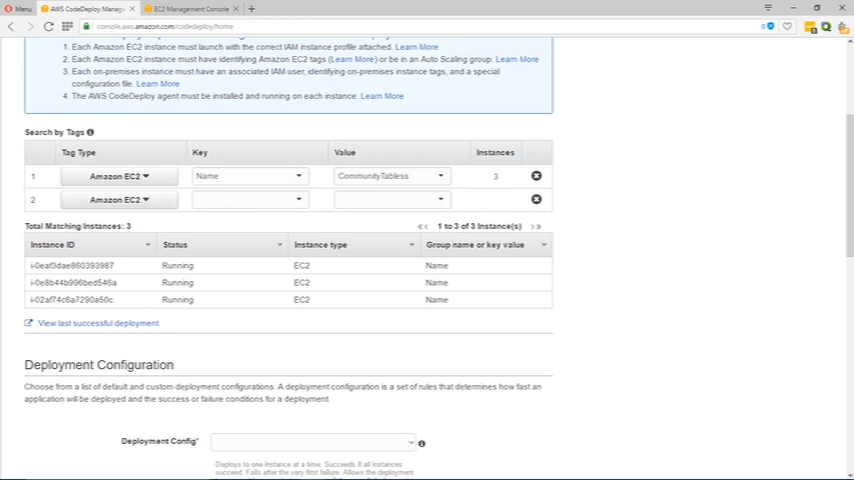 Menu
AWS CodeDeploy Manag
EC2 Management Console
console.aws.amazon.com/codedeploy/home
1. Each Amazon EC2 instance must launch with the correct IAM instance profile attached. Learn More
2. Each Amazon EC2 instance must have identifying Amazon EC2 tags (Learn More) or be in an Auto Scaling group. Learn More
3. Each on-premises instance must have an associated IAM user, identifying on-premises instance tags, and a special
configuration file. Learn More
4. The AWS CodeDeploy agent must be installed and running on each instance. Learn More
Search by Tags
Tag Type Key Value Instances
1 Amazon EC2 Name CommunityTabless 3
2 Amazon EC2
Total Matching Instances: 3 1 to 3 of 3 Instance(s)
Instance ID Status Instance type Group name or key value
i-0eaf3dae860393987 Running EC2 Name
i-0e8b44b996bed546a Running EC2 Name
i-02af74c6a7290a50c Running EC2 Name
View last successful deployment
Deployment Configuration
Choose from a list of default and custom deployment configurations. A deployment configuration is a set of rules that determines how fast an
application will be deployed and the success or failure conditions for a deployment.
Deployment Config*
Deploys to one instance at a time. Succeeds if all instances
succeed. Fails after the very first failure. Allows the deployment